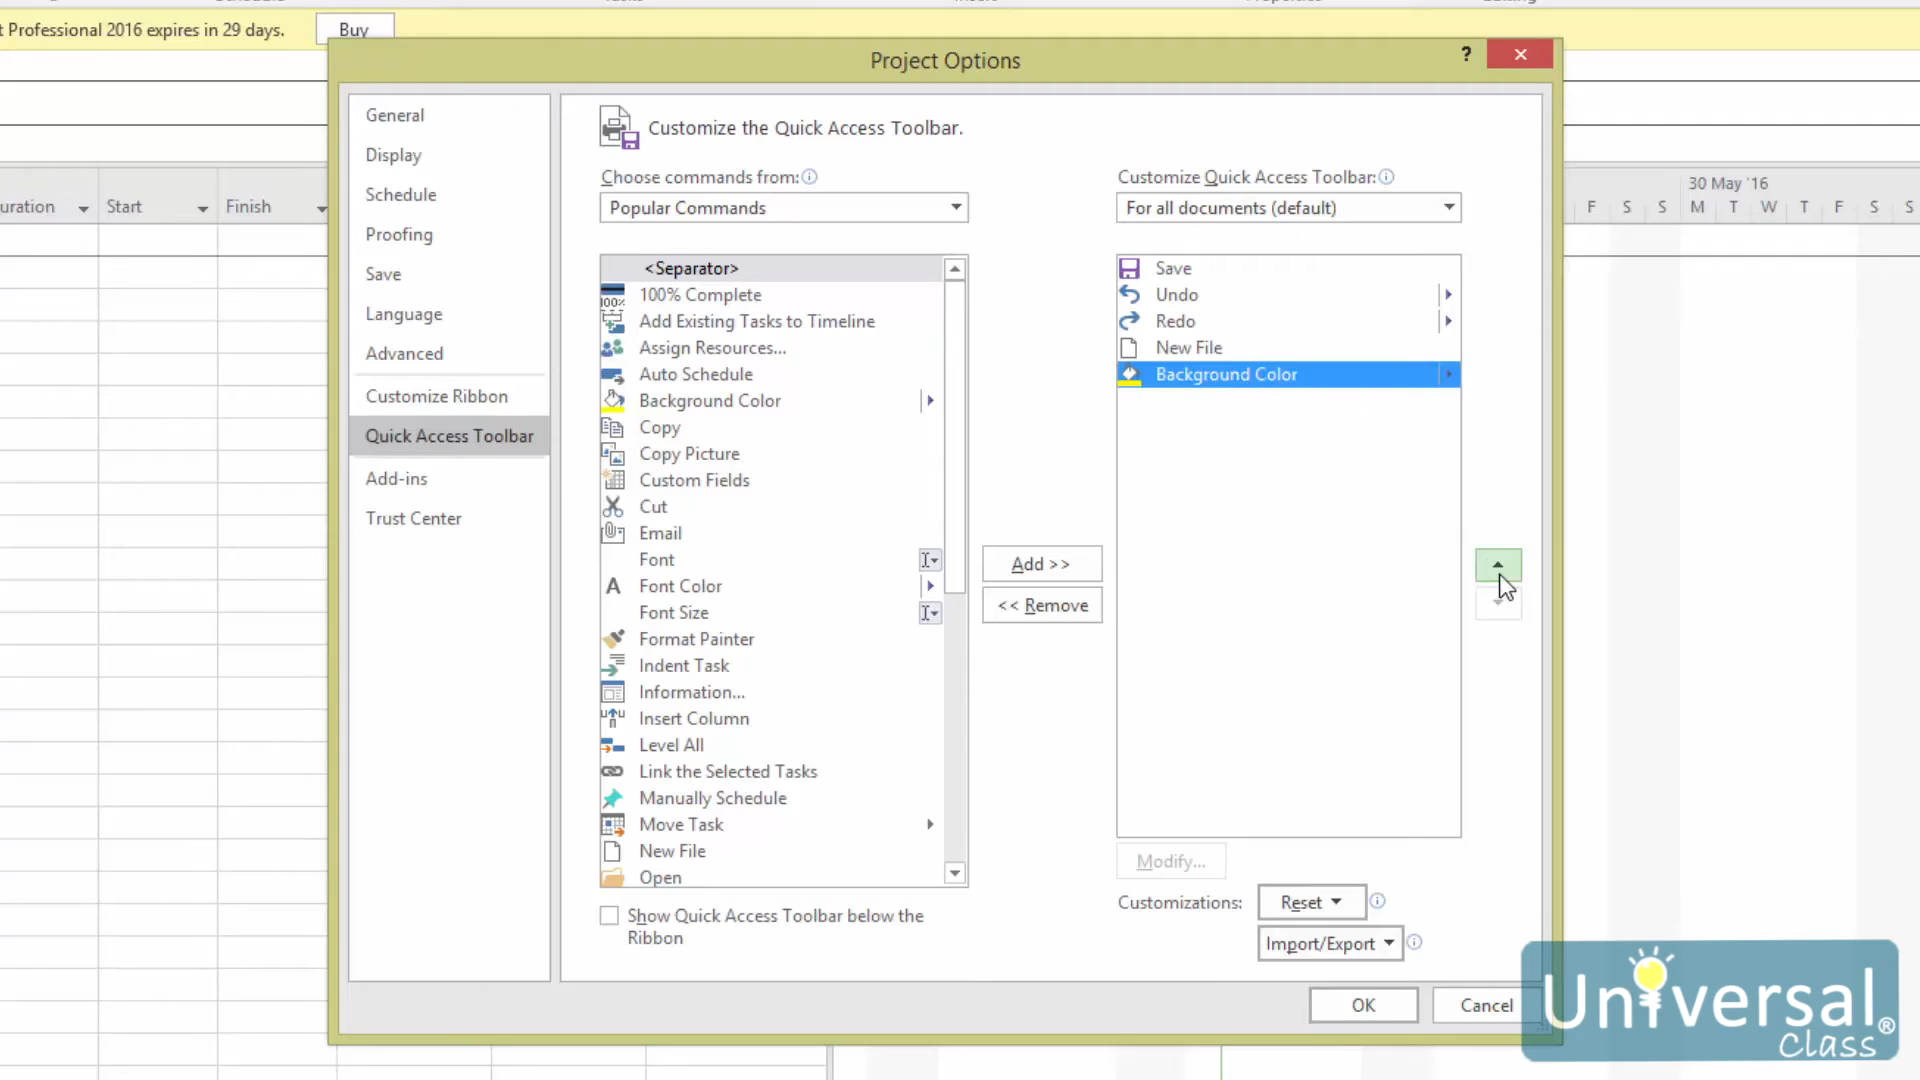 t Professional 2016 expires in 29 days.
Buy
Project Options
?
General
Display
Schedule
Proofing
Save
Language
Advanced
Customize Ribbon
Quick Access Toolbar
Add-ins
Trust Center
Customize the Quick Access Toolbar.
Choose commands from:
Popular Commands
<Separator>
100% Complete
Add Existing Tasks to Timeline
Assign Resources...
Auto Schedule
Background Color
Copy
Copy Picture
Custom Fields
Cut
Email
Font
Font Color
Font Size
Format Painter
Indent Task
Information...
Insert Column
Level All
Link the Selected Tasks
Manually Schedule
Move Task
New File
Open
Show Quick Access Toolbar below the
Ribbon
Add >>
<< Remove
Customize Quick Access Toolbar:
For all documents (default)
Save
Undo
Redo
New File
Background Color
Modify...
Customizations:
Reset
Import/Export
OK
Cancel
uration
Start
Finish
30 May '16
F S S M T W T F S S
Universal®
Class